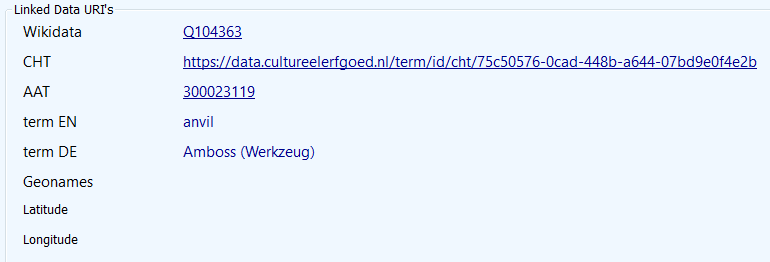 Linked Data URI's
Wikidata Q104363
CHT https://data.cultureelerfgoed.nl/term/id/cht/75c50576-0cad-448b-a644-07bd9e0f4e2b
AAT 300023119
term EN anvil
term DE Amboss (Werkzeug)
Geonames
Latitude
Longitude